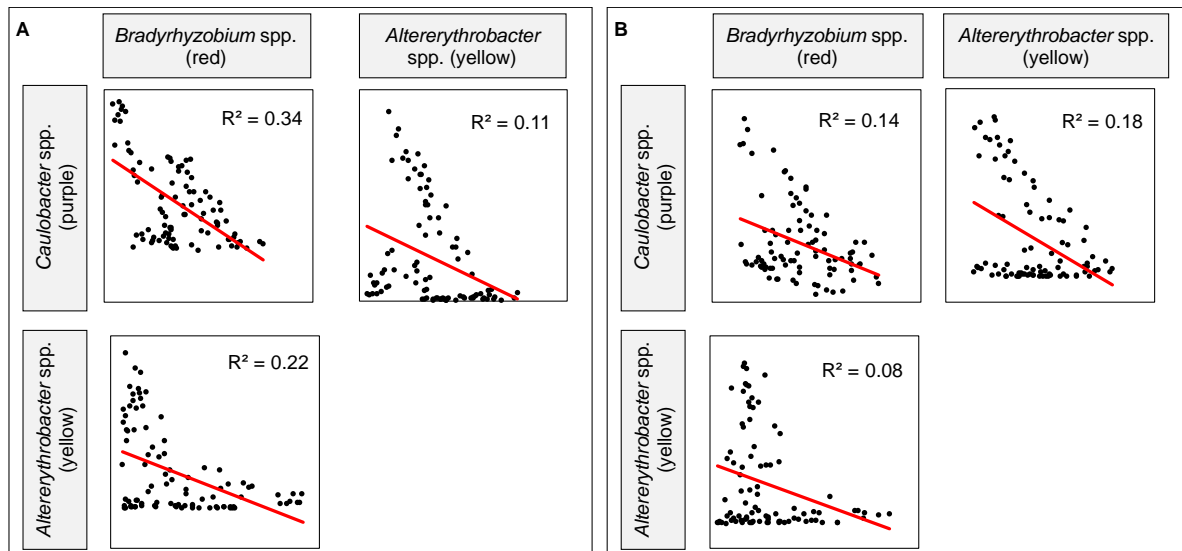 A
Bradyrhyzobium spp.
(red)
Altererythrobacter
spp. (yellow)
Caulobacter spp.
(purple)
R² = 0.34
R² = 0.11
Altererythrobacter spp.
(yellow)
R² = 0.22
B
Bradyrhyzobium spp.
(red)
Altererythrobacter spp.
(yellow)
Caulobacter spp.
(purple)
R² = 0.14
R² = 0.18
Altererythrobacter spp.
(yellow)
R² = 0.08